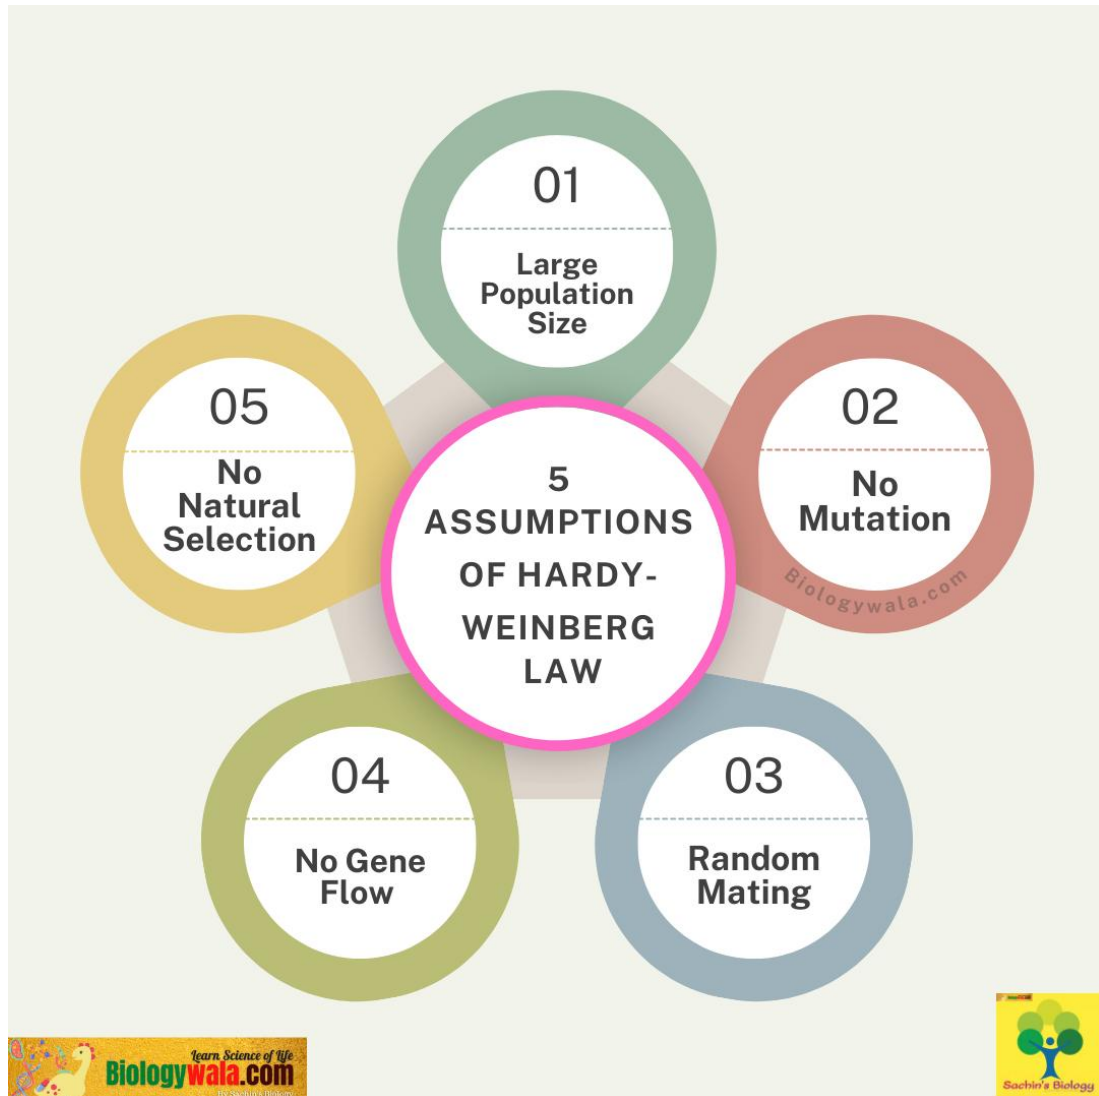 01
Large
Population
Size
02
No
Mutation
Biologywala.com
03
Random
Mating
04
No Gene
Flow
05
No
Natural
Selection
5
ASSUMPTIONS
OF HARDY-
WEINBERG
LAW
Learn Science of life
Biologywala.com
Sachin's Biology